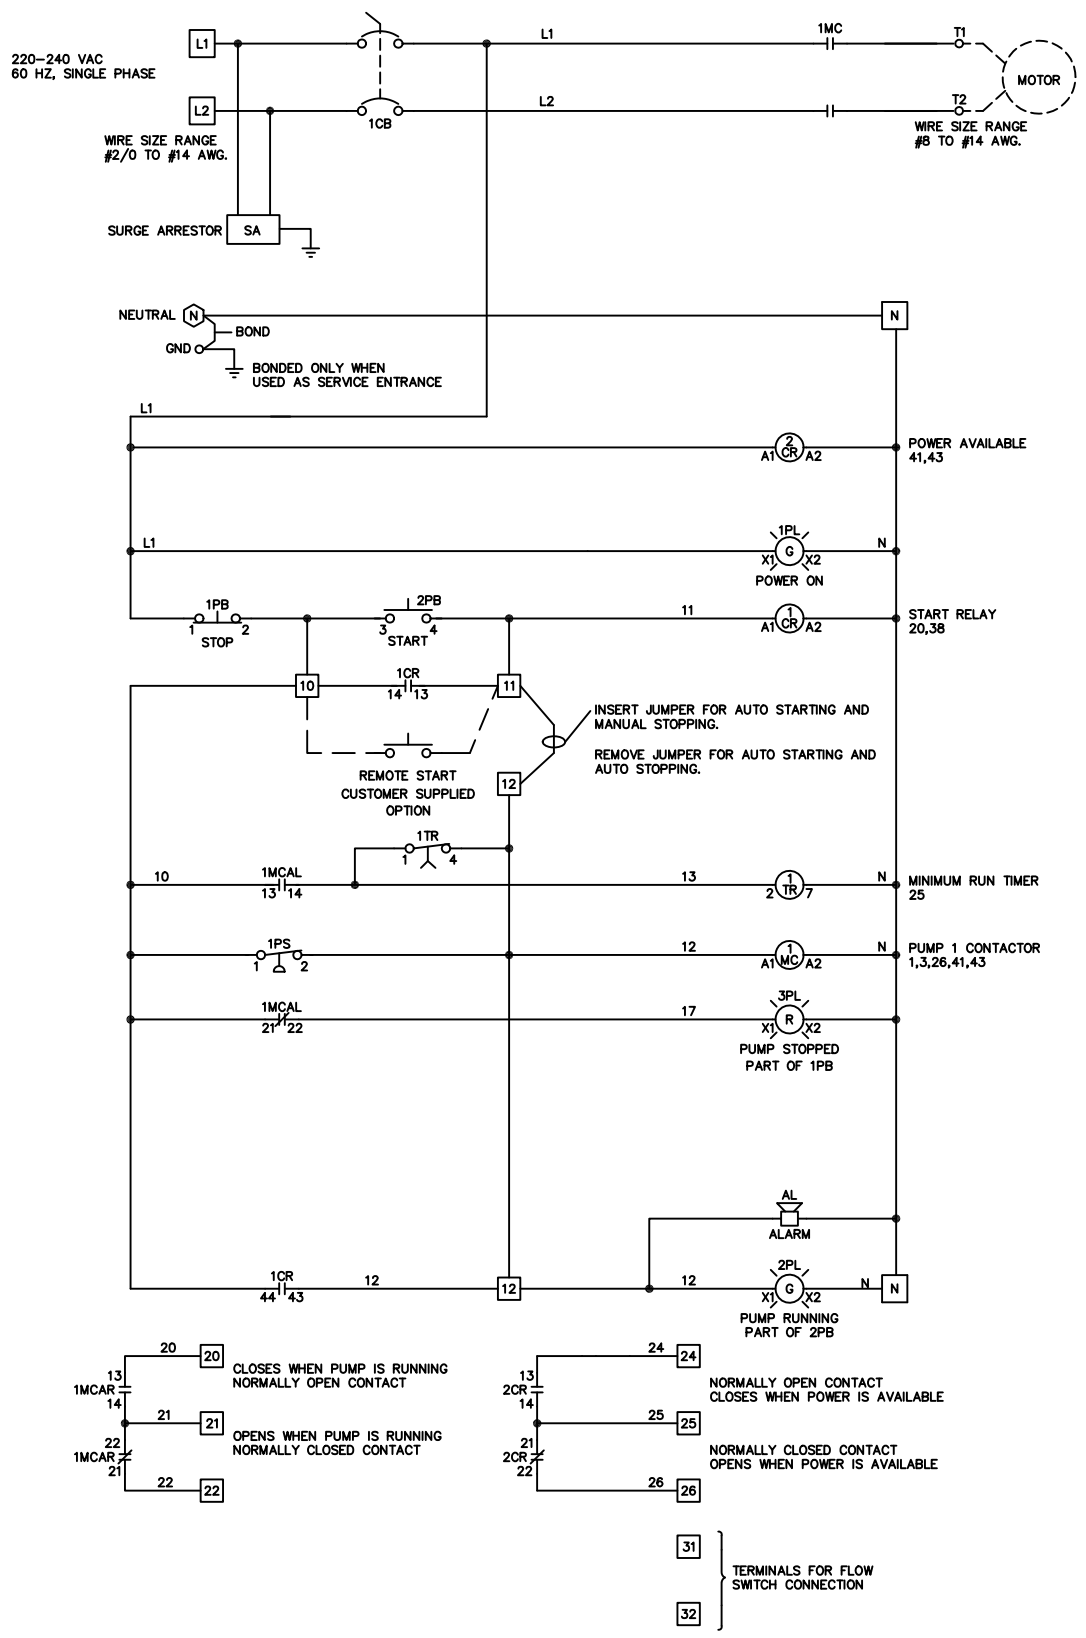 L1
L1
1MC
T1
220-240 VAC
60 HZ, SINGLE PHASE
MOTOR
L2
L2
1CB
T2
WIRE SIZE RANGE
#2/0 TO #14 AWG.
WIRE SIZE RANGE
#8 TO #14 AWG.
SURGE ARRESTOR
SA
NEUTRAL
N
N
BOND
GND
BONDED ONLY WHEN
USED AS SERVICE ENTRANCE
L1
2
CR
A1
A2
POWER AVAILABLE
41,43
1PL
L1
G
N
X1
X2
POWER ON
1PB
1
2
STOP
2PB
3
4
START
11
1
CR
A1
A2
START RELAY
20,38
10
1CR
14
13
11
INSERT JUMPER FOR AUTO STARTING AND
MANUAL STOPPING.
REMOVE JUMPER FOR AUTO STARTING AND
AUTO STOPPING.
REMOTE START
CUSTOMER SUPPLIED
OPTION
12
1TR
1
4
10
1MCAL
13
14
13
1
TR
2
7
N
MINIMUM RUN TIMER
25
1PS
1
2
12
1
MC
A1
A2
N
PUMP 1 CONTACTOR
1,3,26,41,43
1MCAL
21
22
17
3PL
R
X1
X2
PUMP STOPPED
PART OF 1PB
AL
ALARM
1CR
44
43
12
12
12
2PL
G
X1
X2
N
N
PUMP RUNNING
PART OF 2PB
20
20
13
1MCAR
14
CLOSES WHEN PUMP IS RUNNING
NORMALLY OPEN CONTACT
21
21
22
1MCAR
21
OPENS WHEN PUMP IS RUNNING
NORMALLY CLOSED CONTACT
22
22
24
24
13
2CR
14
NORMALLY OPEN CONTACT
CLOSES WHEN POWER IS AVAILABLE
25
25
21
2CR
22
NORMALLY CLOSED CONTACT
OPENS WHEN POWER IS AVAILABLE
26
26
31
TERMINALS FOR FLOW
SWITCH CONNECTION
32